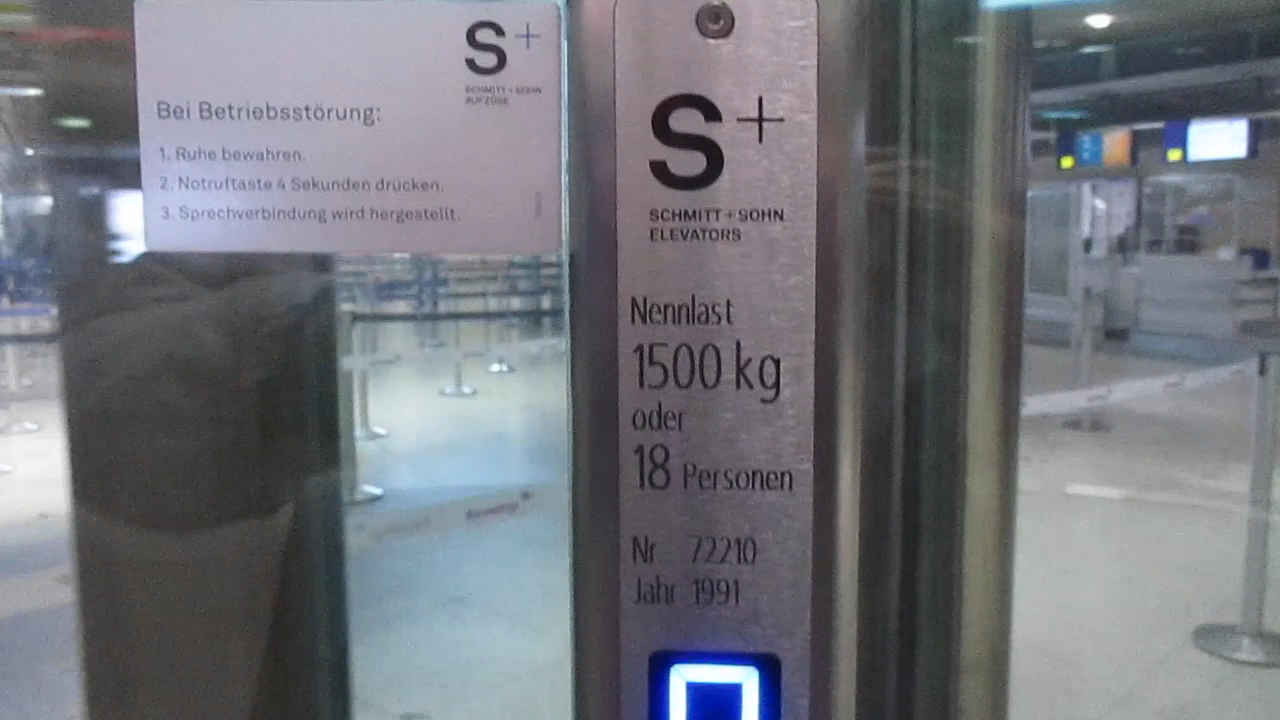 S+
SCHMITT + SOHN
AUFZÜGE
Bei Betriebsstörung:
1. Ruhe bewahren.
2. Notruftaste 4 Sekunden drücken.
3. Sprechverbindung wird hergestellt.
S+
SCHMITT + SOHN
ELEVATORS
Nennlast
1500 kg
oder
18 Personen
Nr 72210
Jahr 1991
0